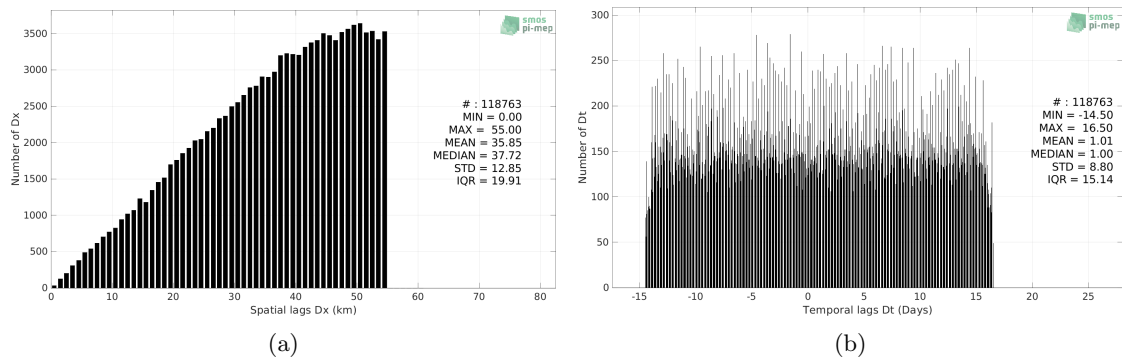 smos
pi-mep
3500
3000
2500
2000
1500
1000
500
0
Number of Dx
# : 118763
MIN = 0.00
MAX = 55.00
MEAN = 35.85
MEDIAN = 37.72
STD = 12.85
IQR = 19.91
0 10 20 30 40 50 60 70 80
Spatial lags Dx (km)
(a)
smos
pi-mep
300
250
200
150
100
50
0
Number of Dt
# : 118763
MIN = -14.50
MAX = 16.50
MEAN = 1.01
MEDIAN = 1.00
STD = 8.80
IQR = 15.14
-15 -10 -5 0 5 10 15 20 25
Temporal lags Dt (Days)
(b)